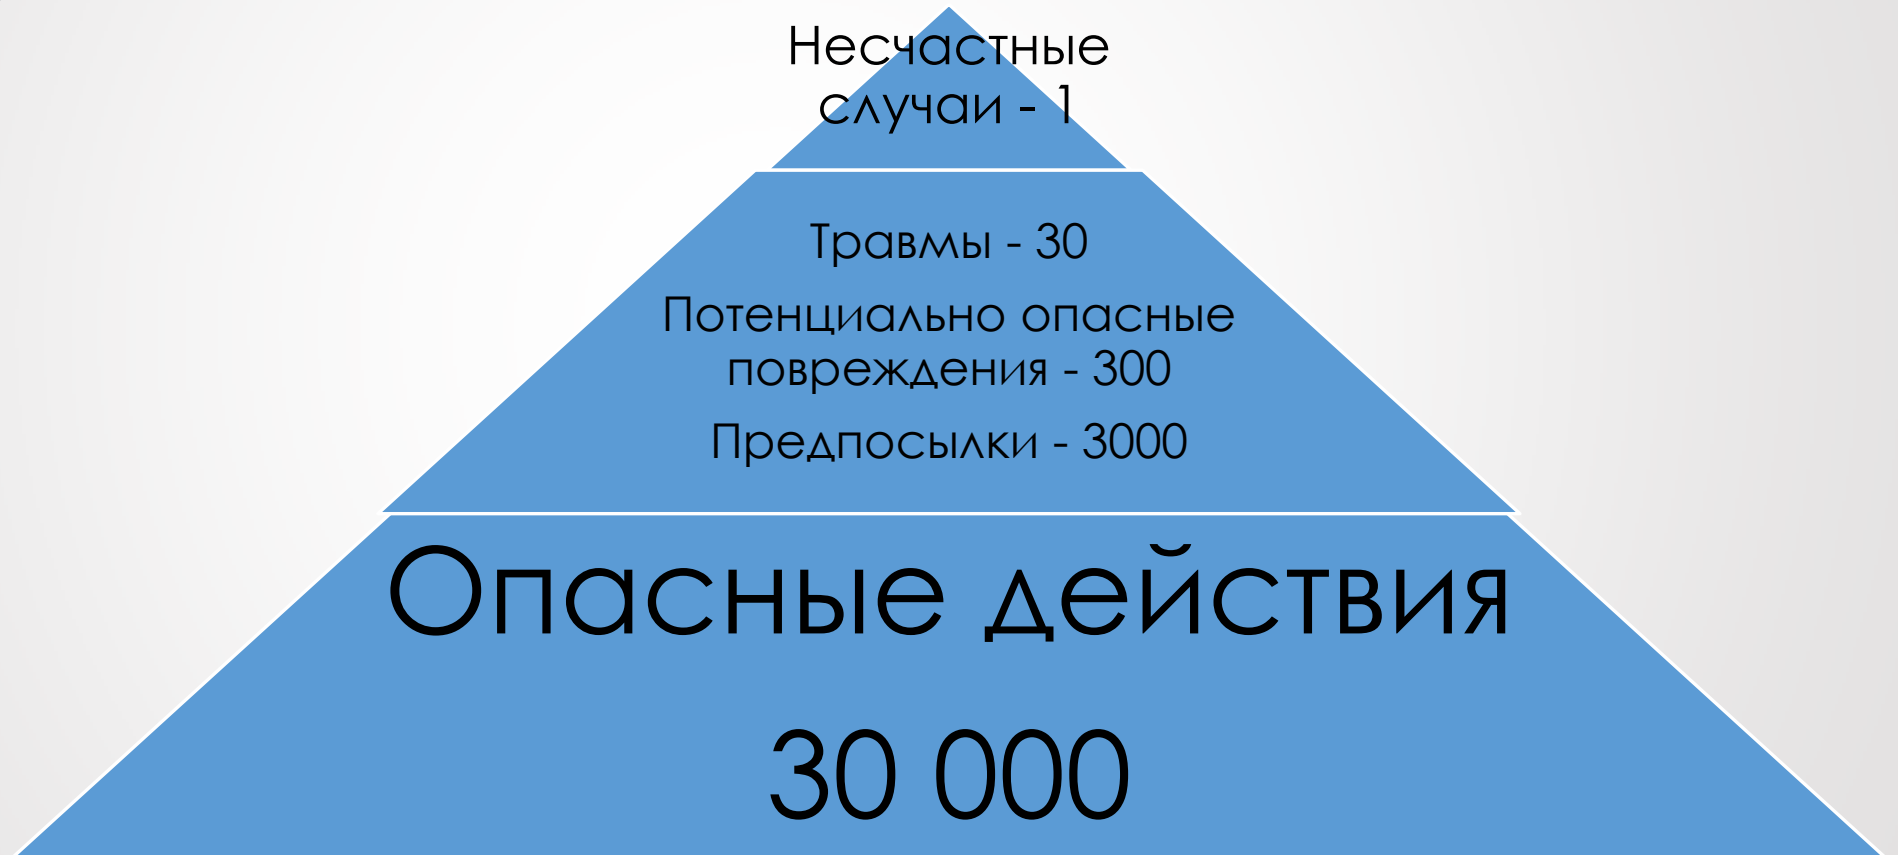 Несчастные
случаи - 1
Травмы - 30
Потенциально опасные
повреждения - 300
Предпосылки - 3000
Опасные действия
30 000